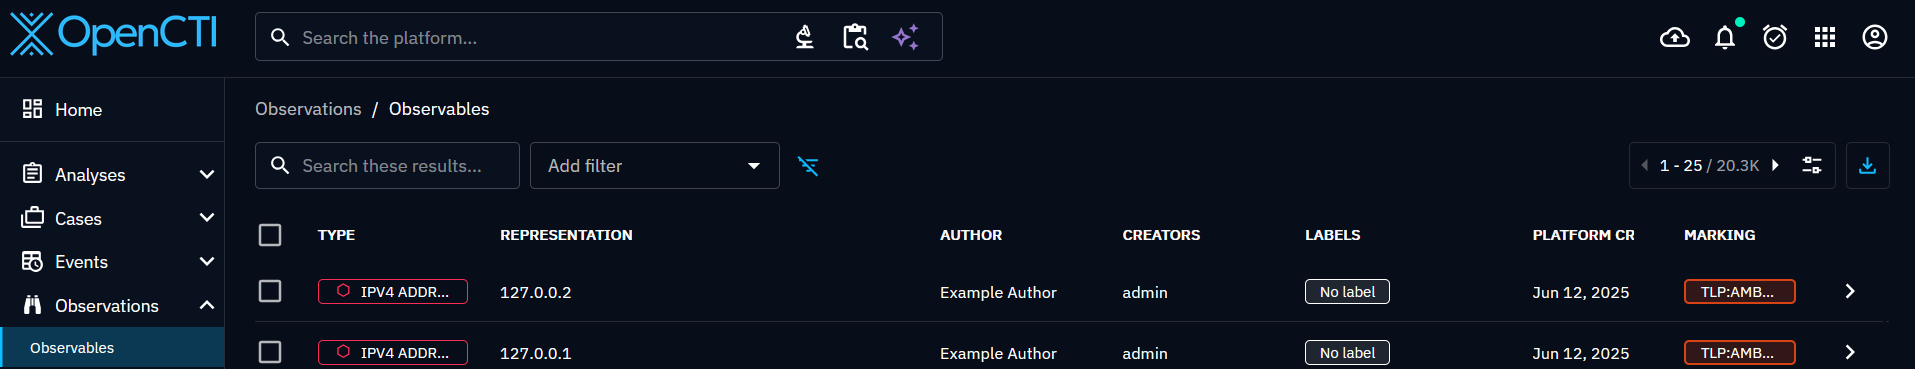 OpenCTI
Search the platform...
Home
Observations / Observables
Search these results...
Add filter
1 - 25 / 20.3K
Analyses
Cases
TYPE REPRESENTATION AUTHOR CREATORS LABELS PLATFORM CR MARKING
Events
IPV4 ADDR... 127.0.0.2 Example Author admin No label Jun 12, 2025 TLP:AMB...
Observations
Observables
IPV4 ADDR... 127.0.0.1 Example Author admin No label Jun 12, 2025 TLP:AMB...